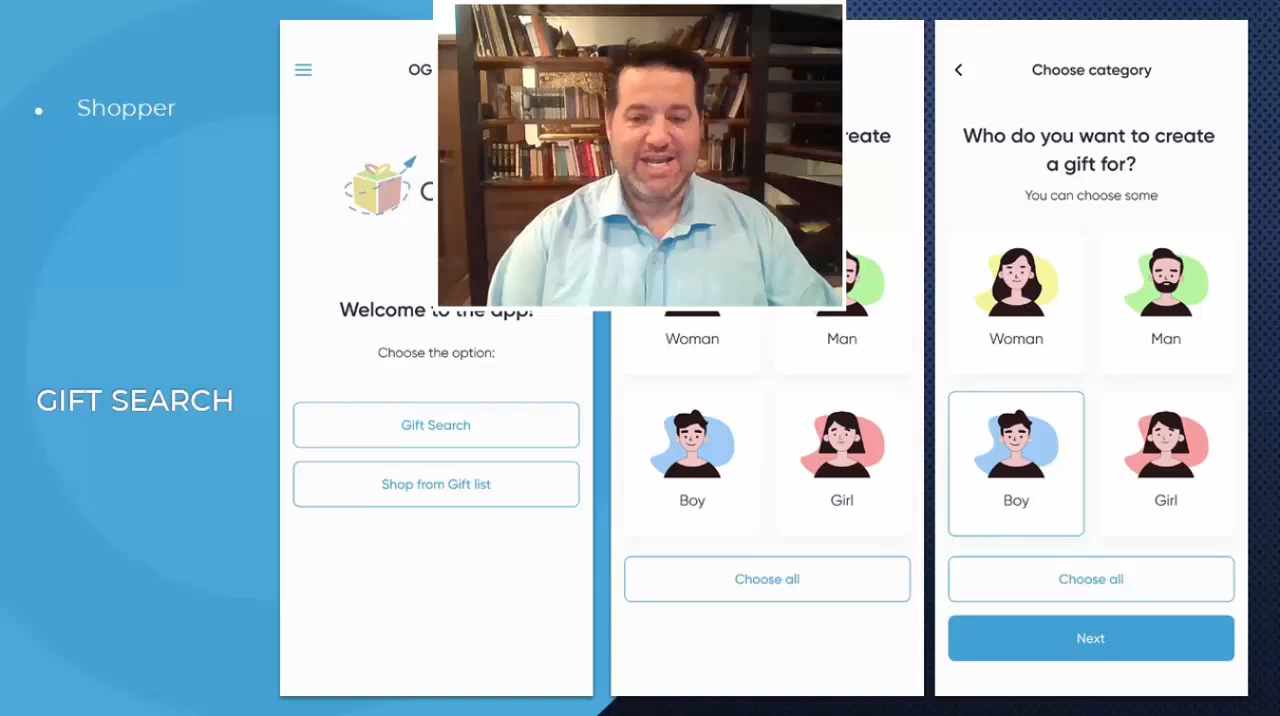 Shopper
GIFT SEARCH
OG
Welcome to the app!
Choose the option:
Gift Search
Shop from Gift list
Woman
Man
Boy
Girl
Choose all
Choose category
Who do you want to create
a gift for?
You can choose some
Woman
Man
Boy
Girl
Choose all
Next